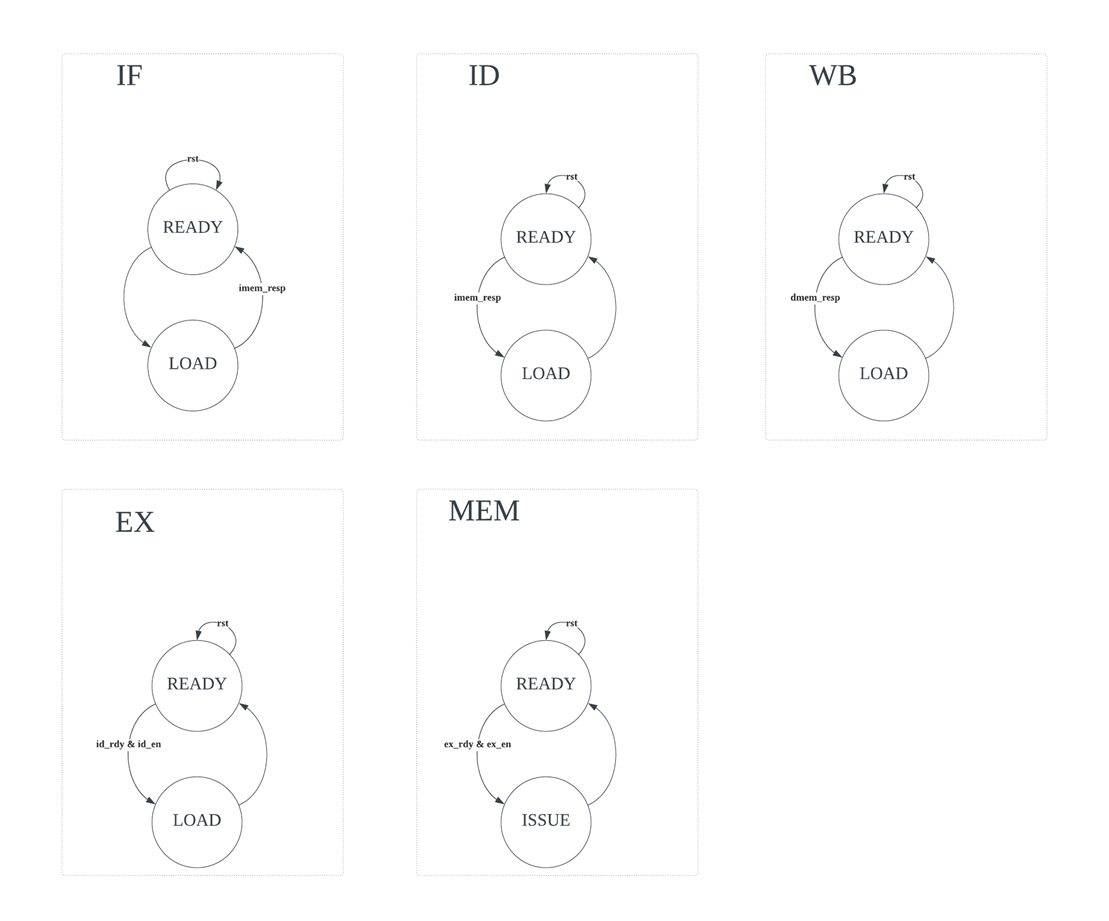 IF
rst
READY
imem_resp
LOAD
ID
rst
READY
imem_resp
LOAD
WB
rst
READY
dmem_resp
LOAD
EX
rst
READY
id_rdy & id_en
LOAD
MEM
rst
READY
ex_rdy & ex_en
ISSUE